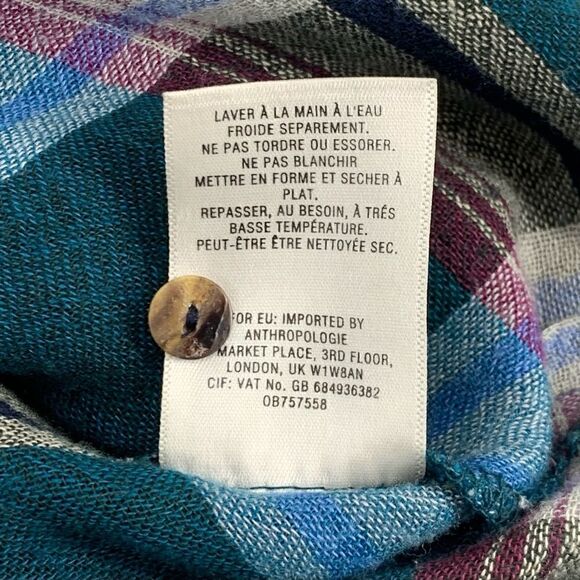 LAVER À LA MAIN À L'EAU
FROIDE SEPAREMENT.
NE PAS TORDRE OU ESSORER.
NE PAS BLANCHIR
METTRE EN FORME ET SECHER À
PLAT.
REPASSER, AU BESOIN, À TRÉS
BASSE TEMPÉRATURE.
PEUT-ÊTRE ÊTRE NETTOYÉE SEC.
FOR EU: IMPORTED BY
ANTHROPOLOGIE
MARKET PLACE, 3RD FLOOR,
LONDON, UK W1W8AN
CIF: VAT No. GB 684936382
OB757558